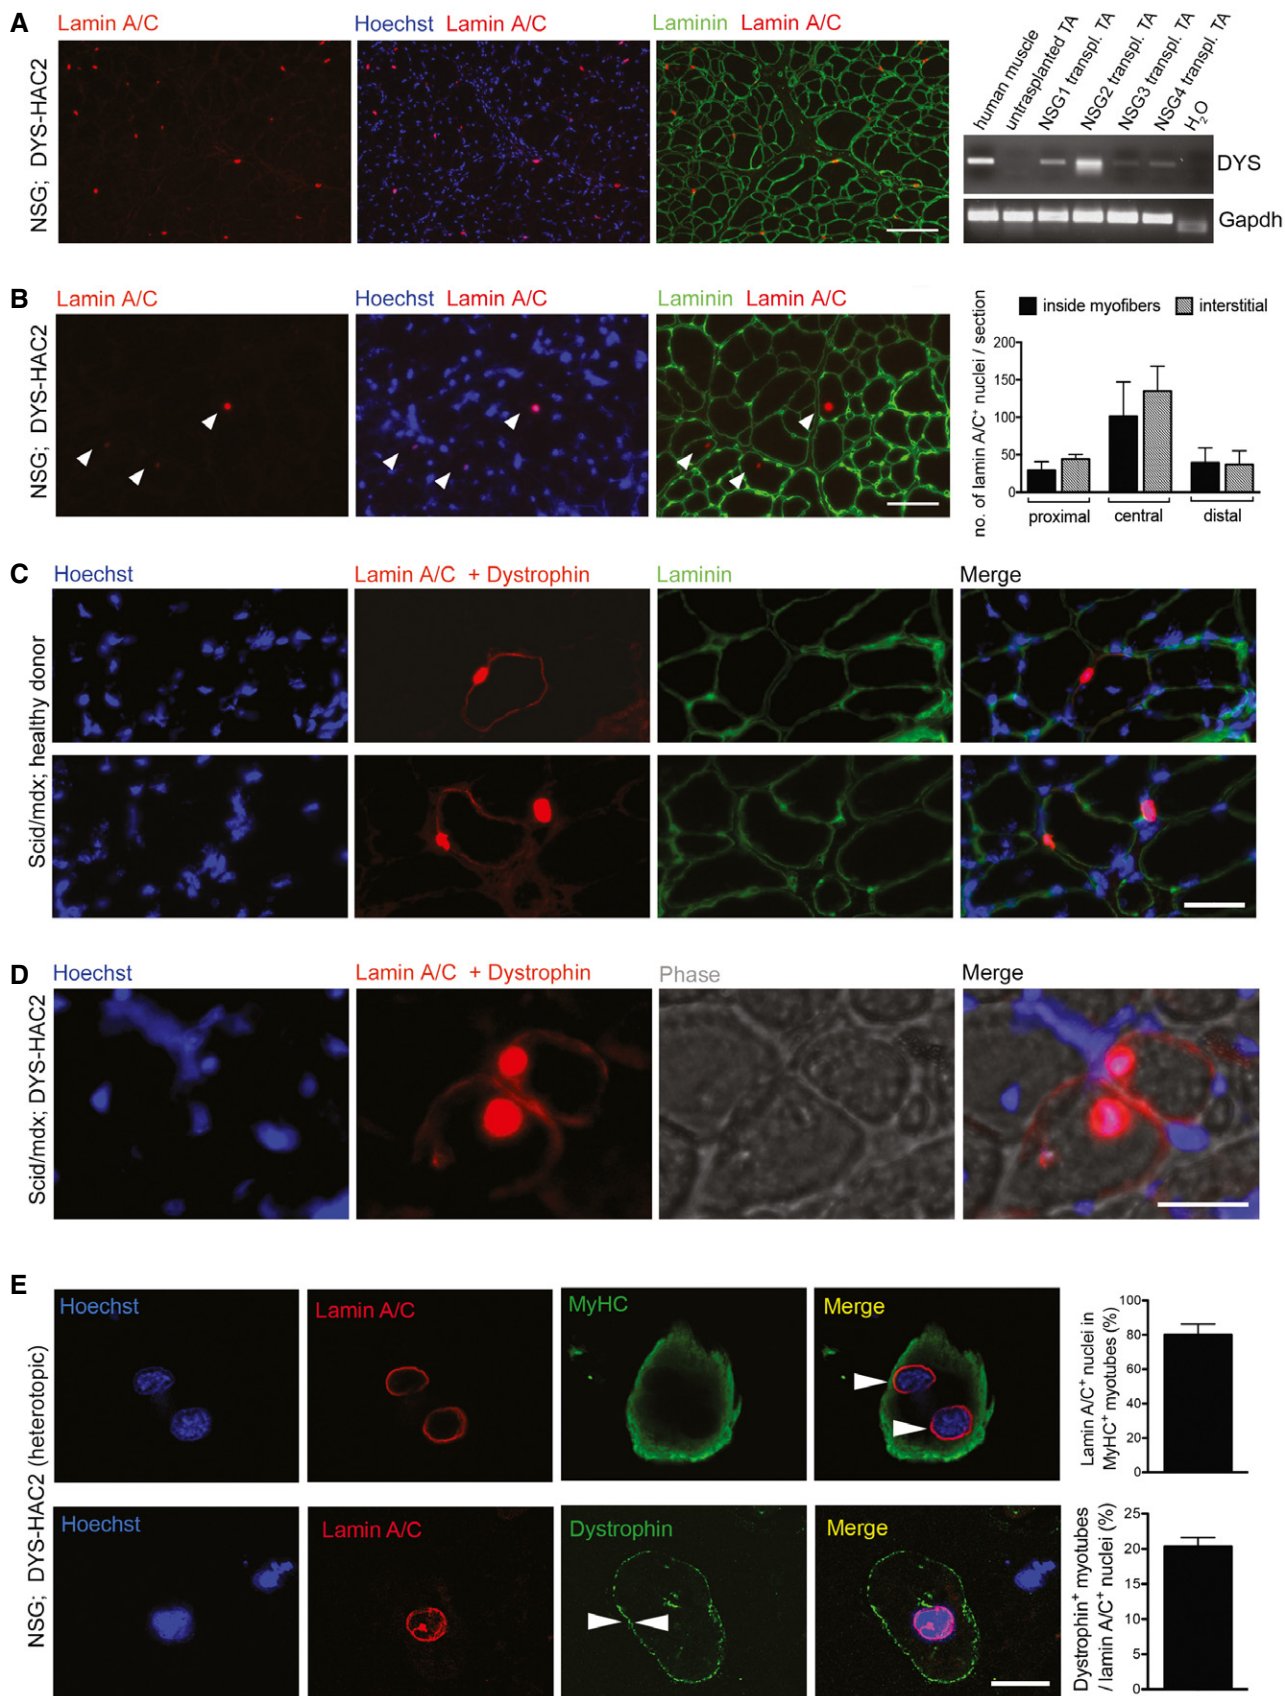 A
Lamin A/C
Hoechst Lamin A/C
Laminin Lamin A/C
NSG; DYS-HAC2
human muscle
untrasplanted TA
NSG1 transpl. TA
NSG2 transpl. TA
NSG3 transpl. TA
NSG4 transpl. TA
H2O
DYS
Gapdh
B
Lamin A/C
Hoechst Lamin A/C
Laminin Lamin A/C
NSG; DYS-HAC2
inside myofibers
interstitial
no. of lamin A/C+ nuclei / section
200
150
100
50
0
proximal central distal
C
Hoechst
Lamin A/C + Dystrophin
Laminin
Merge
Scid/mdx; healthy donor
D
Hoechst
Lamin A/C + Dystrophin
Phase
Merge
Scid/mdx; DYS-HAC2
E
NSG; DYS-HAC2 (heterotopic)
Hoechst
Lamin A/C
MyHC
Merge
Lamin A/C+ nuclei in
MyHC+ myotubes (%)
100
80
60
40
20
0
Hoechst
Lamin A/C
Dystrophin
Merge
Dystrophin+ myotubes
/ lamin A/C+ nuclei (%)
25
20
15
10
5
0